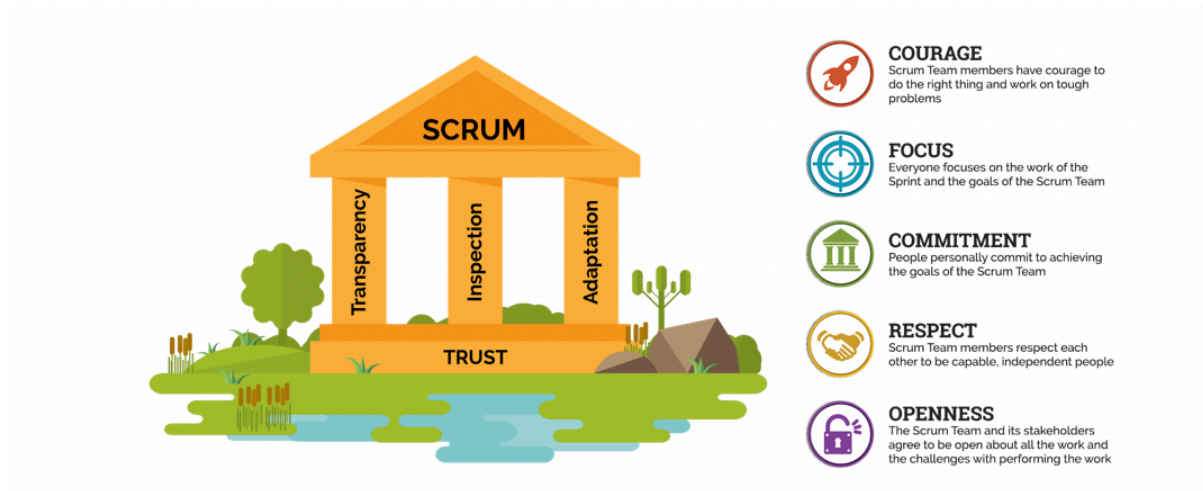 SCRUM
Transparency
Inspection
Adaptation
TRUST
COURAGE
Scrum Team members have courage to
do the right thing and work on tough
problems
FOCUS
Everyone focuses on the work of the
Sprint and the goals of the Scrum Team
COMMITMENT
People personally commit to achieving
the goals of the Scrum Team
RESPECT
Scrum Team members respect each
other to be capable, independent people
OPENNESS
The Scrum Team and its stakeholders
agree to be open about all the work and
the challenges with performing the work